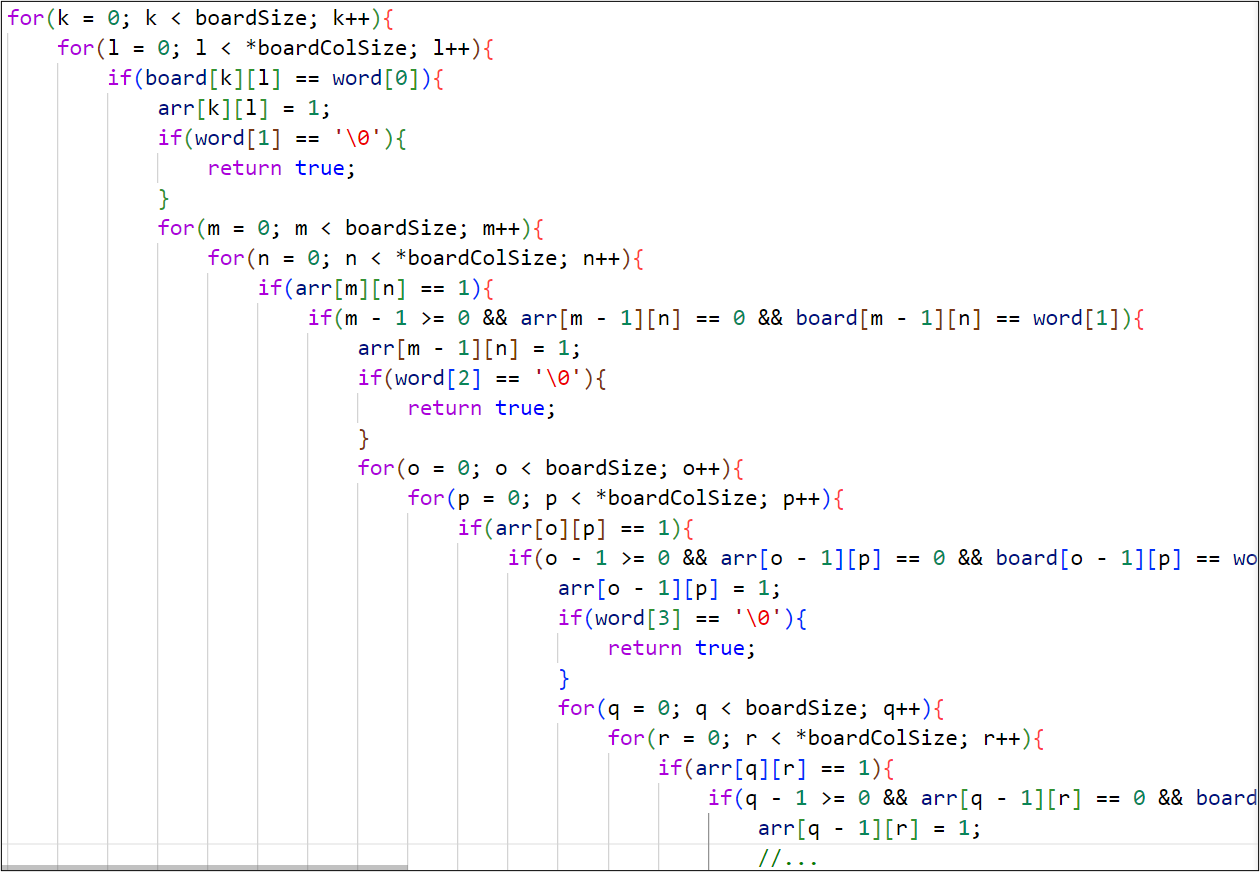 for(k = 0; k < boardSize; k++){
    for(l = 0; l < *boardColSize; l++){
        if(board[k][l] == word[0]){
            arr[k][l] = 1;
            if(word[1] == '\0'){
                return true;
            }
            for(m = 0; m < boardSize; m++){
                for(n = 0; n < *boardColSize; n++){
                    if(arr[m][n] == 1){
                        if(m - 1 >= 0 && arr[m - 1][n] == 0 && board[m - 1][n] == word[1]){
                            arr[m - 1][n] = 1;
                            if(word[2] == '\0'){
                                return true;
                            }
                            for(o = 0; o < boardSize; o++){
                                for(p = 0; p < *boardColSize; p++){
                                    if(arr[o][p] == 1){
                                        if(o - 1 >= 0 && arr[o - 1][p] == 0 && board[o - 1][p] == wo
                                            arr[o - 1][p] = 1;
                                            if(word[3] == '\0'){
                                                return true;
                                            }
                                            for(q = 0; q < boardSize; q++){
                                                for(r = 0; r < *boardColSize; r++){
                                                    if(arr[q][r] == 1){
                                                        if(q - 1 >= 0 && arr[q - 1][r] == 0 && board
                                                            arr[q - 1][r] = 1;
                                                            //...